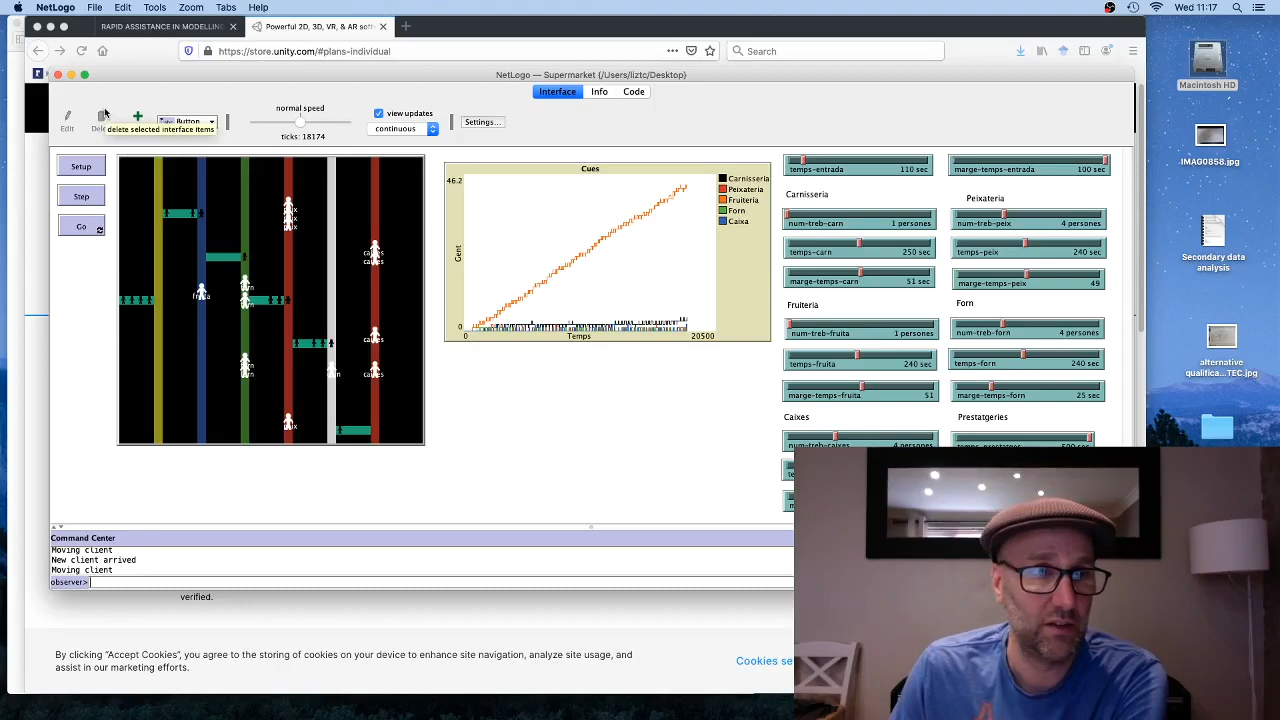 NetLogo File Edit Tools Zoom Tabs Help Wed 11:17
RAPID ASSISTANCE IN MODELLIN
Powerful 2D, 3D, VR, & AR soft
https://store.unity.com/#plans-individual
Search
NetLogo — Supermarket {/Users/liztc/Desktop}
Interface Info Code
Edit
Delete
delete selected interface items
Button
normal speed
ticks: 18174
view updates
continuous
Settings...
Setup
Step
Go
fruita
Cues
46.2
Gent
0
0
Temps
20500
Carnisseria
Peixateria
Fruiteria
Forn
Caixa
temps-entrada 110 sec
marge-temps-entrada 100 sec
Carnisseria
Peixateria
num-treb-carn 1 persones
num-treb-peix 4 persones
temps-carn 250 sec
temps-peix 240 sec
marge-temps-carn 51 sec
marge-temps-peix 49
Fruiteria
Forn
num-treb-fruita 1 persones
num-treb-forn 4 persones
temps-fruita 240 sec
temps-forn 240 sec
marge-temps-fruita 51
marge-temps-forn 25 sec
Caixes
Prestatgeries
num-treb-caixes 4 persones
Command Center
Moving client
New client arrived
Moving client
observer>
verified.
By clicking “Accept Cookies”, you agree to the storing of cookies on your device to enhance site navigation, analyze site usage, and
assist in our marketing efforts.
Cookies se
Macintosh HD
IMAG0858.jpg
Secondary data
analysis
alternative
qualifica...TEC.jpg